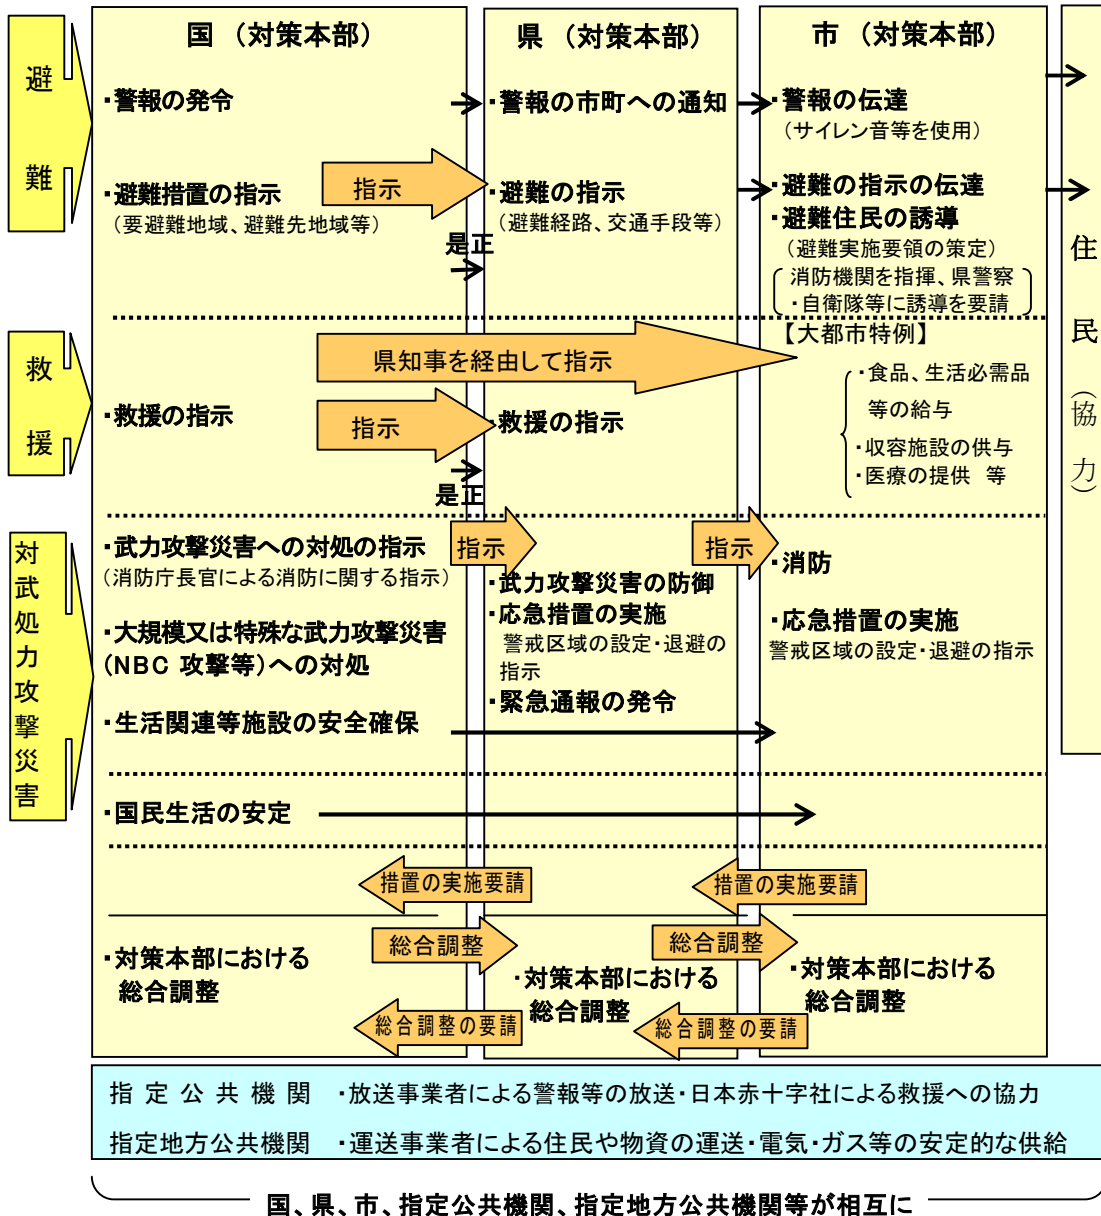 国 （対策本部）
県 （対策本部）
市 （対策本部）
避難
・警報の発令
・警報の市町への通知
・警報の伝達
（サイレン音等を使用）
・避難措置の指示
（要避難地域、避難先地域等）
指示
・避難の指示
（避難経路、交通手段等）
・避難の指示の伝達
・避難住民の誘導
（避難実施要領の策定）
消防機関を指揮、県警察
・自衛隊等に誘導を要請
是正
住民（協力）
救援
県知事を経由して指示
【大都市特例】
・食品、生活必需品
等の給与
・収容施設の供与
・医療の提供 等
・救援の指示
指示
・救援の指示
是正
対武処力攻撃災害
・武力攻撃災害への対処の指示
（消防庁長官による消防に関する指示）
指示
指示
・大規模又は特殊な武力攻撃災害
（NBC 攻撃等）への対処
・生活関連等施設の安全確保
・武力攻撃災害の防御
・応急措置の実施
警戒区域の設定・退避の
指示
・緊急通報の発令
・消防
・応急措置の実施
警戒区域の設定・退避の指示
・国民生活の安定
措置の実施要請
措置の実施要請
・対策本部における
総合調整
総合調整
・対策本部における
総合調整
総合調整
・対策本部における
総合調整
総合調整の要請
総合調整の要請
指定公共機関 ・放送事業者による警報等の放送・日本赤十字社による救援への協力
指定地方公共機関 ・運送事業者による住民や物資の運送・電気・ガス等の安定的な供給
国、県、市、指定公共機関、指定地方公共機関等が相互に